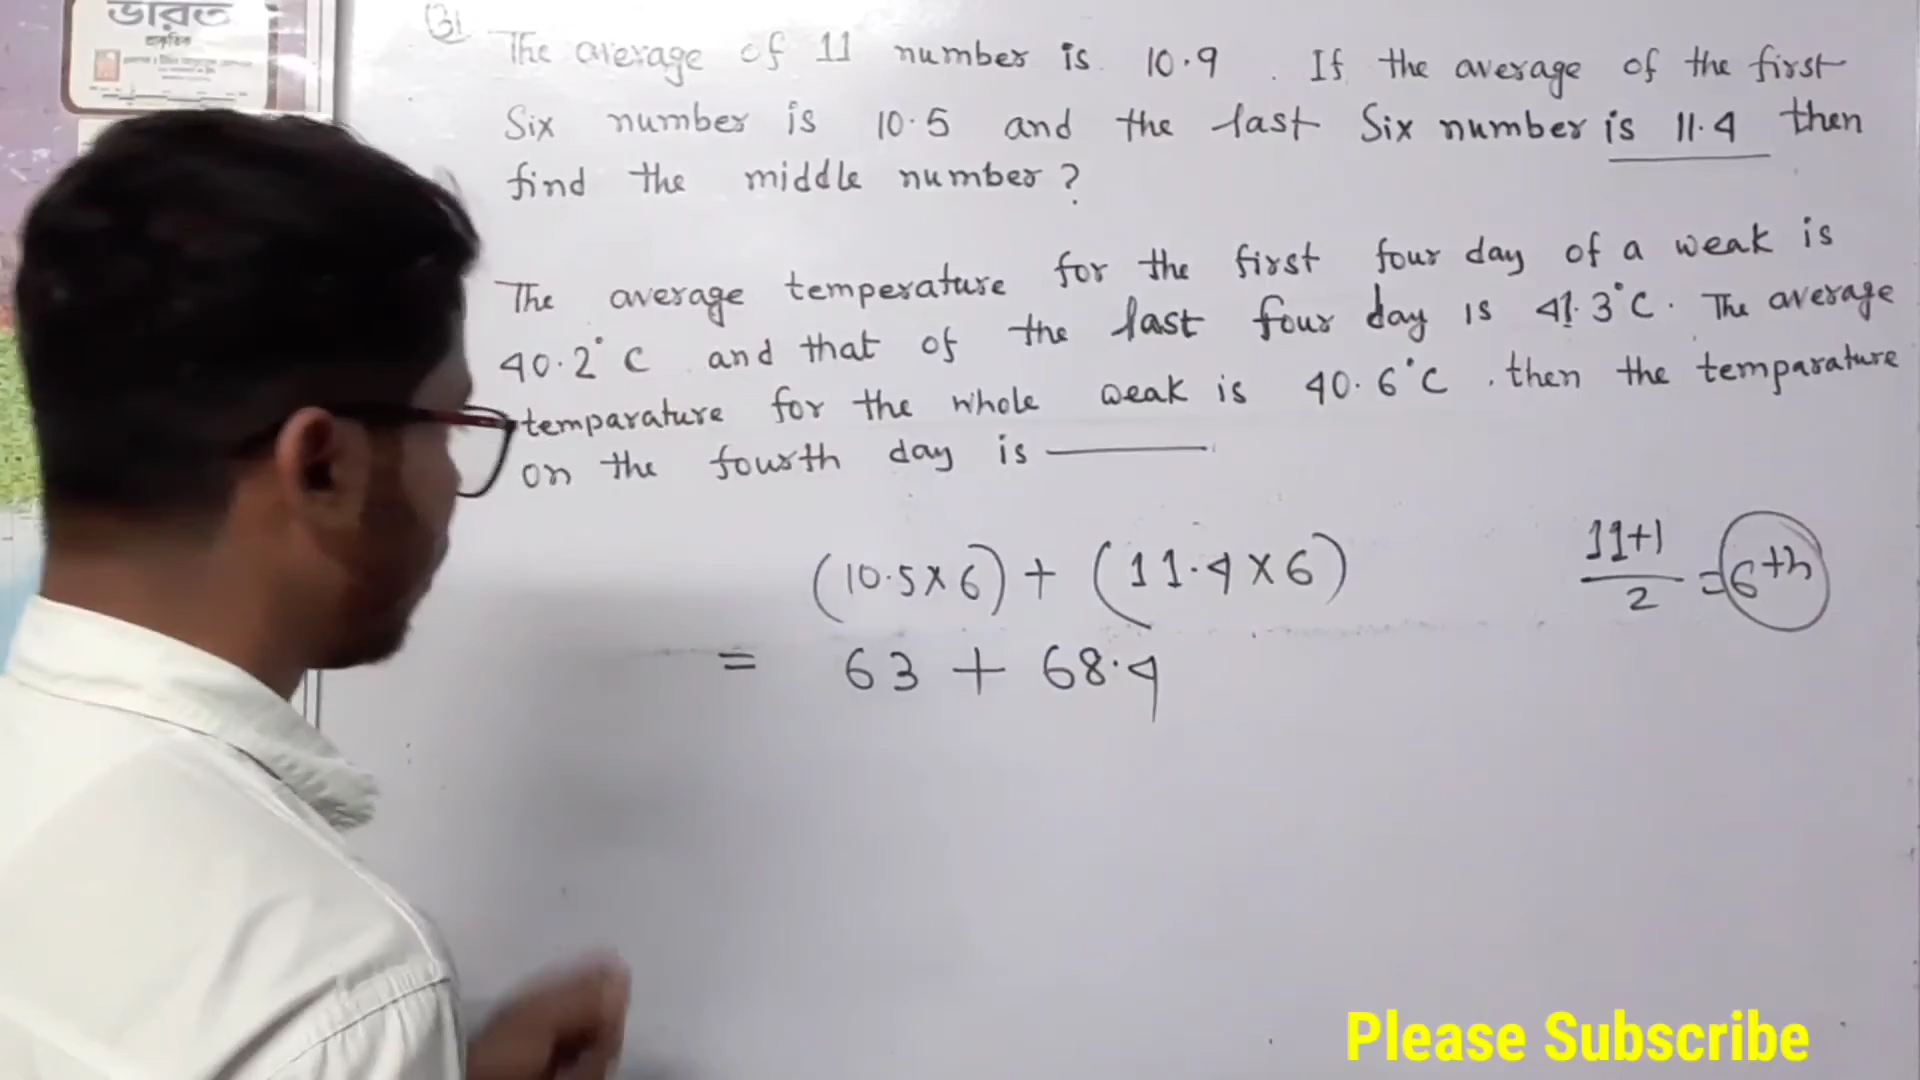 ভারত
প্রাকৃতিক
Q1
The average of 11 number is 10.9. If the average of the first
Six number is 10.5 and the last Six number is 11.4 then
find the middle number?
The average temperature for the first four day of a weak is
40.2°C and that of the last four day is 41.3°C. The average
temparature for the whole weak is 40.6°C. then the temparature
on the fourth day is ———
(10.5×6) + (11.4×6)
= 63 + 68.4
11+1
2
= 6th
Please Subscribe